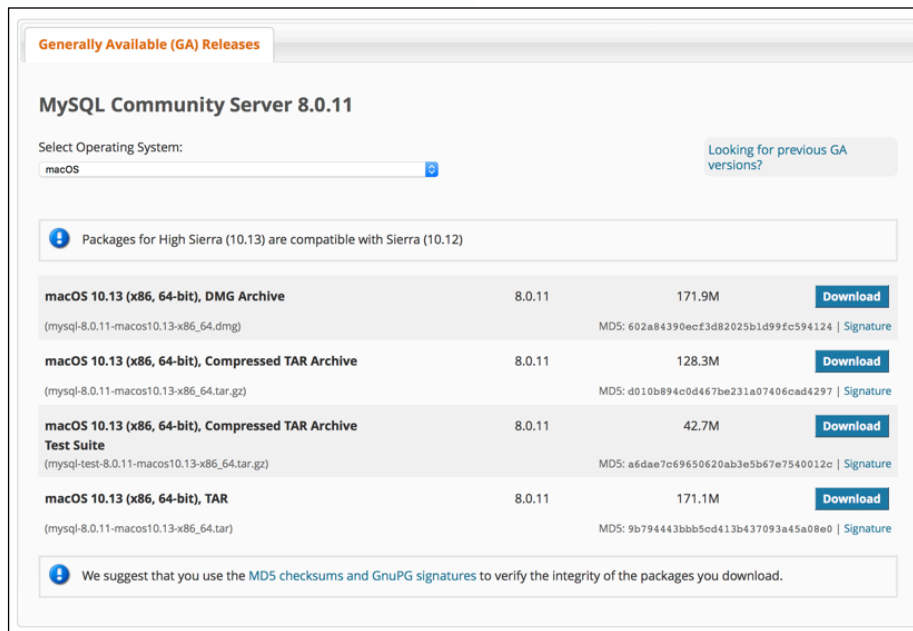 Generally Available (GA) Releases
MySQL Community Server 8.0.11
Select Operating System:
macOS
Looking for previous GA
versions?
Packages for High Sierra (10.13) are compatible with Sierra (10.12)
macOS 10.13 (x86, 64-bit), DMG Archive 8.0.11 171.9M Download
(mysql-8.0.11-macos10.13-x86_64.dmg) MD5: 602a84390ecf3d82025b1d99fc594124 | Signature
macOS 10.13 (x86, 64-bit), Compressed TAR Archive 8.0.11 128.3M Download
(mysql-8.0.11-macos10.13-x86_64.tar.gz) MD5: d010b894c0d467be231a07406cad4297 | Signature
macOS 10.13 (x86, 64-bit), Compressed TAR Archive 8.0.11 42.7M Download
Test Suite
(mysql-test-8.0.11-macos10.13-x86_64.tar.gz) MD5: a6dae7c69650620ab3e5b67e7540012c | Signature
macOS 10.13 (x86, 64-bit), TAR 8.0.11 171.1M Download
(mysql-8.0.11-macos10.13-x86_64.tar) MD5: 9b794443bbb5cd413b437093a45a08e0 | Signature
We suggest that you use the MD5 checksums and GnuPG signatures to verify the integrity of the packages you download.